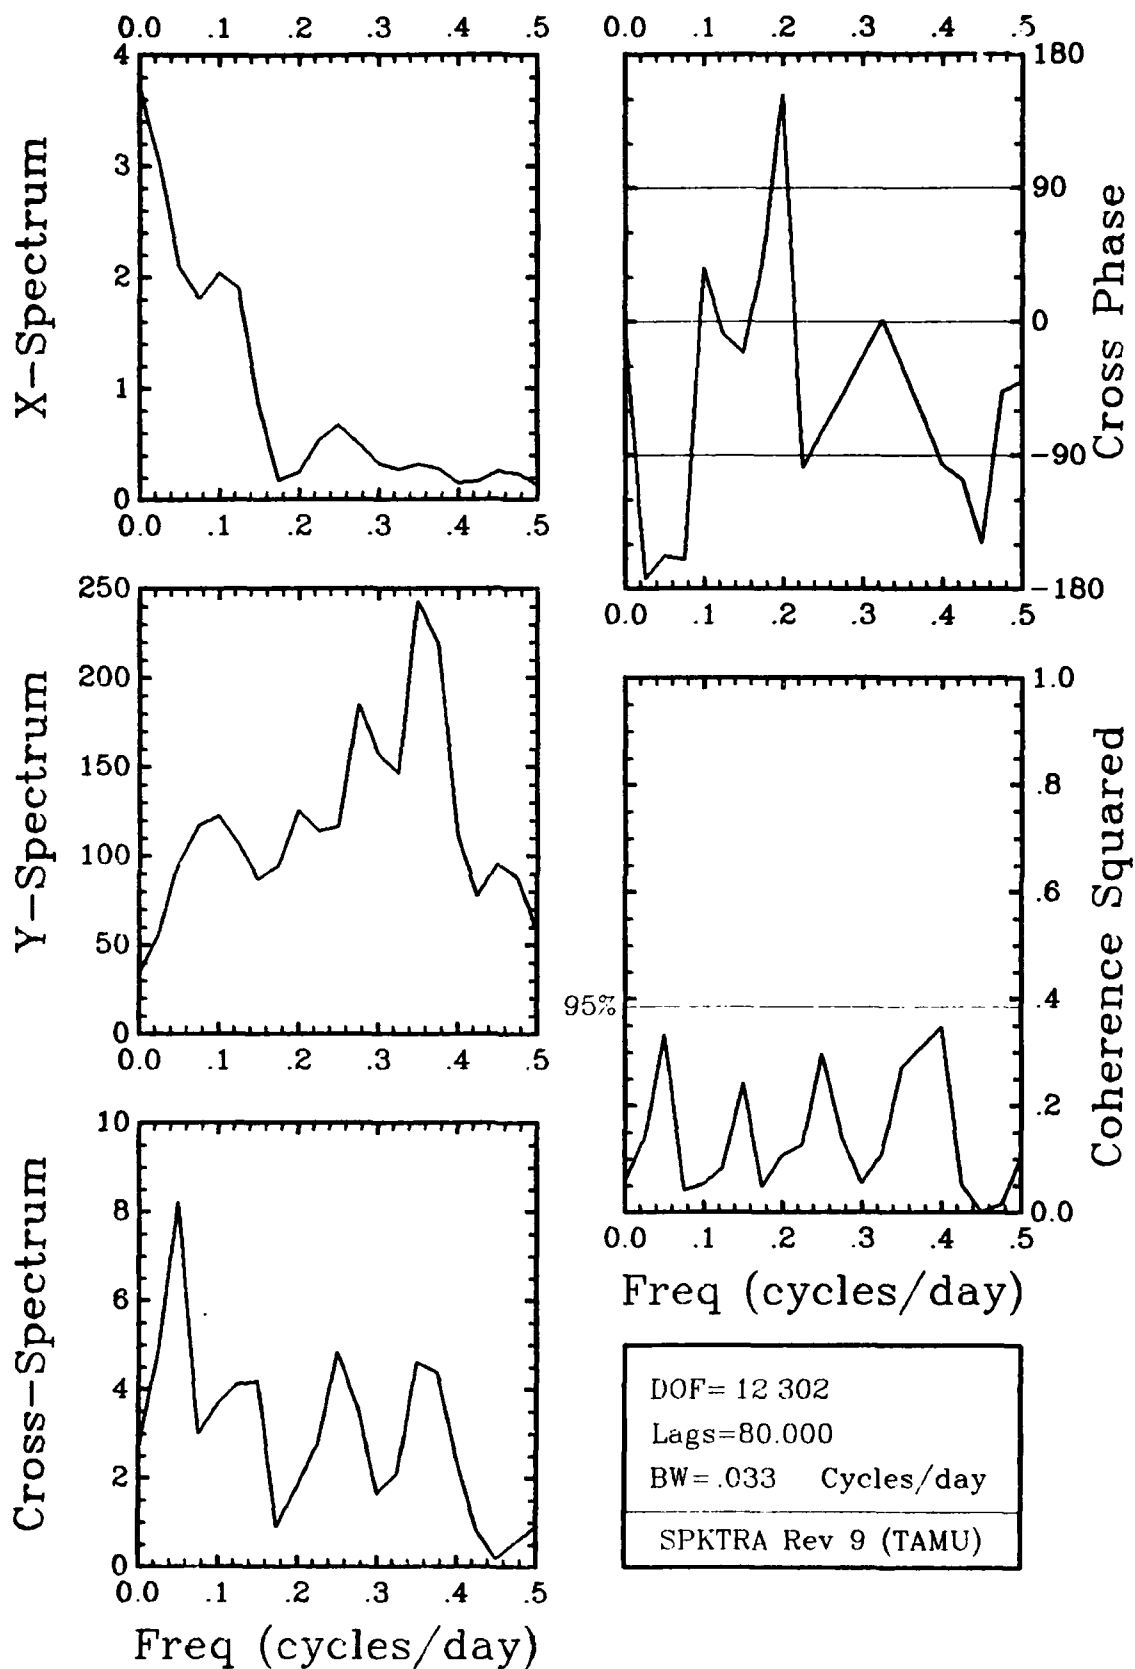 0.0 .1 .2 .3 .4 .5
4
3
2
1
0
X-Spectrum
0.0 .1 .2 .3 .4 .5
250
200
150
100
50
0
Y-Spectrum
0.0 .1 .2 .3 .4 .5
10
8
6
4
2
0
Cross-Spectrum
0.0 .1 .2 .3 .4 .5
Freq (cycles/day)
0.0 .1 .2 .3 .4 .5
180
90
0
-90
-180
Cross Phase
0.0 .1 .2 .3 .4 .5
1.0
.8
.6
.4
.2
0.0
95%
Coherence Squared
0.0 .1 .2 .3 .4 .5
Freq (cycles/day)
DOF= 12 302
Lags=80.000
BW= .033 Cycles/day
SPKTRA Rev 9 (TAMU)